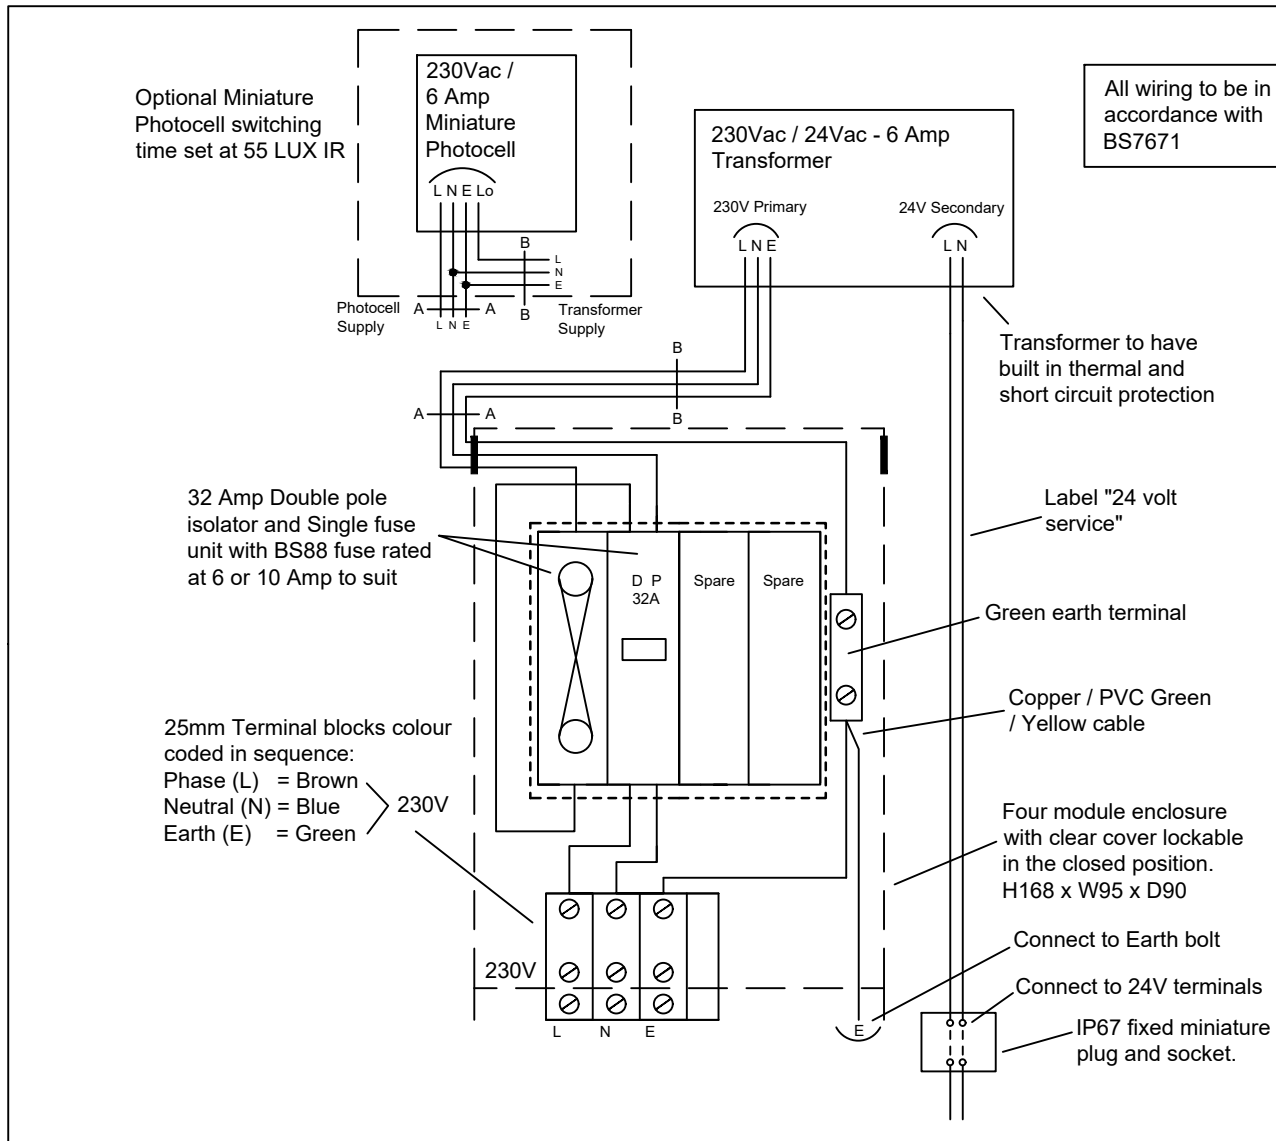 Optional Miniature
Photocell switching
time set at 55 LUX IR
230Vac /
6 Amp
Miniature
Photocell
L N E Lo
B
L
N
E
B
Photocell
Supply
A
A
L N E
Transformer
Supply
230Vac / 24Vac - 6 Amp
Transformer
230V Primary
24V Secondary
L N E
L N
All wiring to be in
accordance with
BS7671
Transformer to have
built in thermal and
short circuit protection
B
B
A
A
32 Amp Double pole
isolator and Single fuse
unit with BS88 fuse rated
at 6 or 10 Amp to suit
D P
32A
Spare
Spare
Label "24 volt
service"
Green earth terminal
Copper / PVC Green
/ Yellow cable
25mm Terminal blocks colour
coded in sequence:
Phase (L) = Brown
Neutral (N) = Blue
Earth (E) = Green
230V
Four module enclosure
with clear cover lockable
in the closed position.
H168 x W95 x D90
230V
L N E
E
Connect to Earth bolt
Connect to 24V terminals
IP67 fixed miniature
plug and socket.